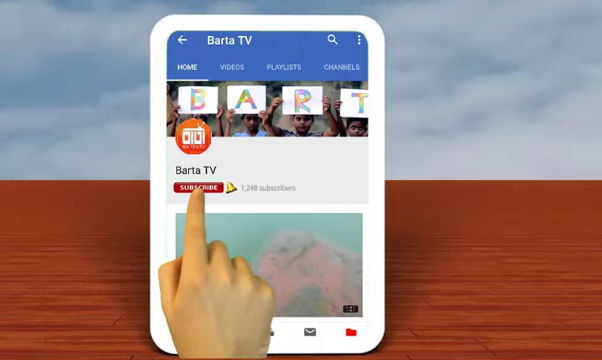 Barta TV
HOME VIDEOS PLAYLISTS CHANNELS
B A R T
বার্তা
BARTA TV
Barta TV
SUBSCRIBE 1,248 subscribers